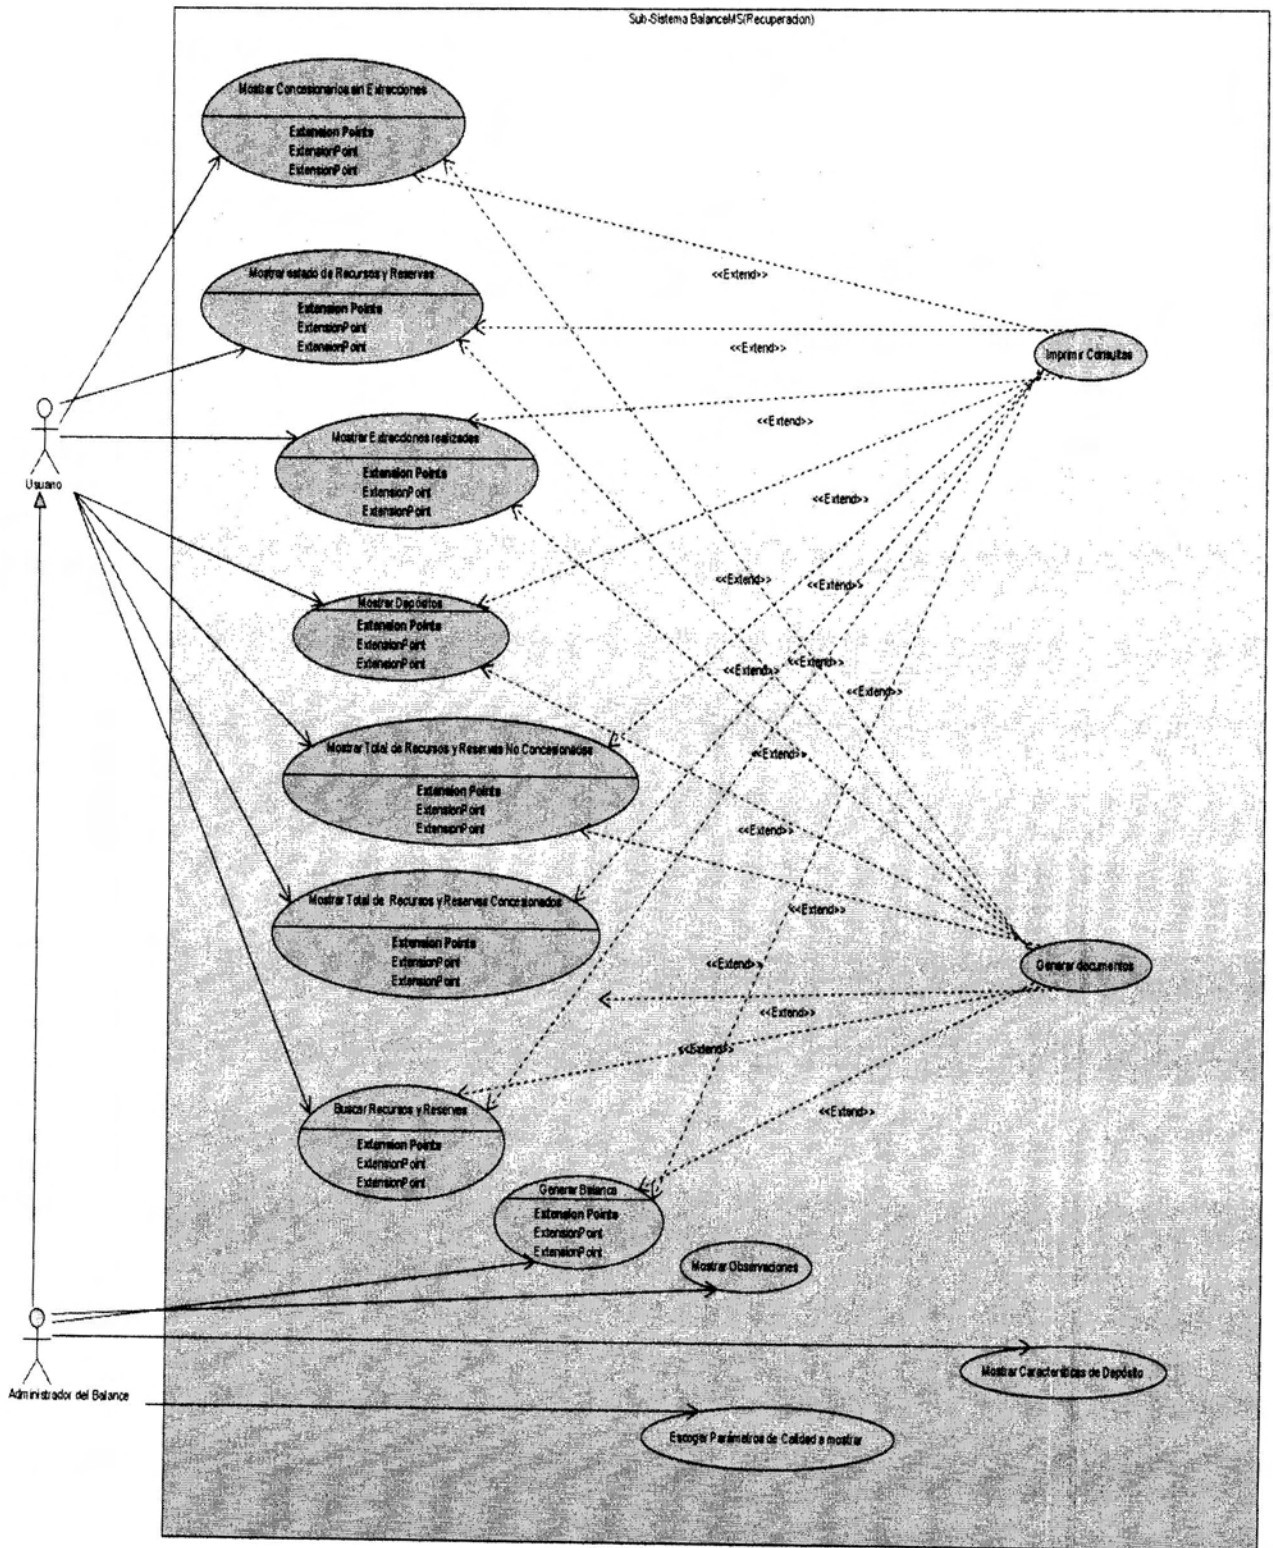 Sub-Sistema BalanceMS(Recuperacion)
Mostrar Concesionarios sin Extracciones
Extension Points
ExtensionPoint
ExtensionPoint
Mostrar estado de Recursos y Reservas
Extension Points
ExtensionPoint
ExtensionPoint
<<Extend>>
<<Extend>>
Imprimir Consultas
Usuario
Mostrar Extracciones realizadas
Extension Points
ExtensionPoint
ExtensionPoint
<<Extend>>
<<Extend>>
Mostrar Depósitos
Extension Points
ExtensionPoint
ExtensionPoint
<<Extend>>
<<Extend>>
<<Extend>>
<<Extend>>
<<Extend>>
Mostrar Total de Recursos y Reservas No Concesionados
Extension Points
ExtensionPoint
ExtensionPoint
<<Extend>>
<<Extend>>
Mostrar Total de Recursos y Reservas Concesionados
Extension Points
ExtensionPoint
ExtensionPoint
<<Extend>>
<<Extend>>
Generar documentos
<<Extend>>
<<Extend>>
Buscar Recursos y Reservas
Extension Points
ExtensionPoint
ExtensionPoint
<<Extend>>
Generar Balance
Extension Points
ExtensionPoint
ExtensionPoint
Mostrar Observaciones
Administrador del Balance
Mostrar Características de Depósito
Escoger Parámetros de Calidad a mostrar